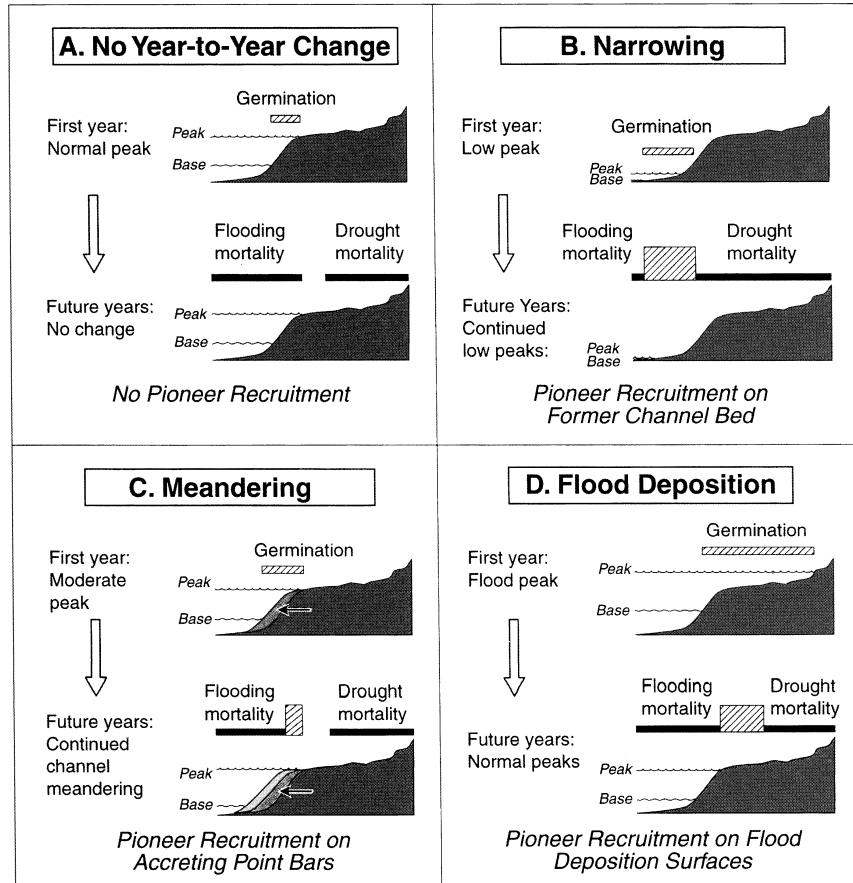 A. No Year-to-Year Change
Germination
First year:
Normal peak
Peak
Base
Flooding
mortality
Drought
mortality
Future years:
No change
Peak
Base
No Pioneer Recruitment
B. Narrowing
First year:
Low peak
Germination
Peak
Base
Flooding
mortality
Drought
mortality
Future Years:
Continued
low peaks:
Peak
Base
Pioneer Recruitment on
Former Channel Bed
C. Meandering
Germination
First year:
Moderate
peak
Peak
Base
Flooding
mortality
Drought
mortality
Future years:
Continued
channel
meandering
Peak
Base
Pioneer Recruitment on
Accreting Point Bars
D. Flood Deposition
Germination
First year:
Flood peak
Peak
Base
Flooding
mortality
Drought
mortality
Future years:
Normal peaks
Peak
Base
Pioneer Recruitment on Flood
Deposition Surfaces